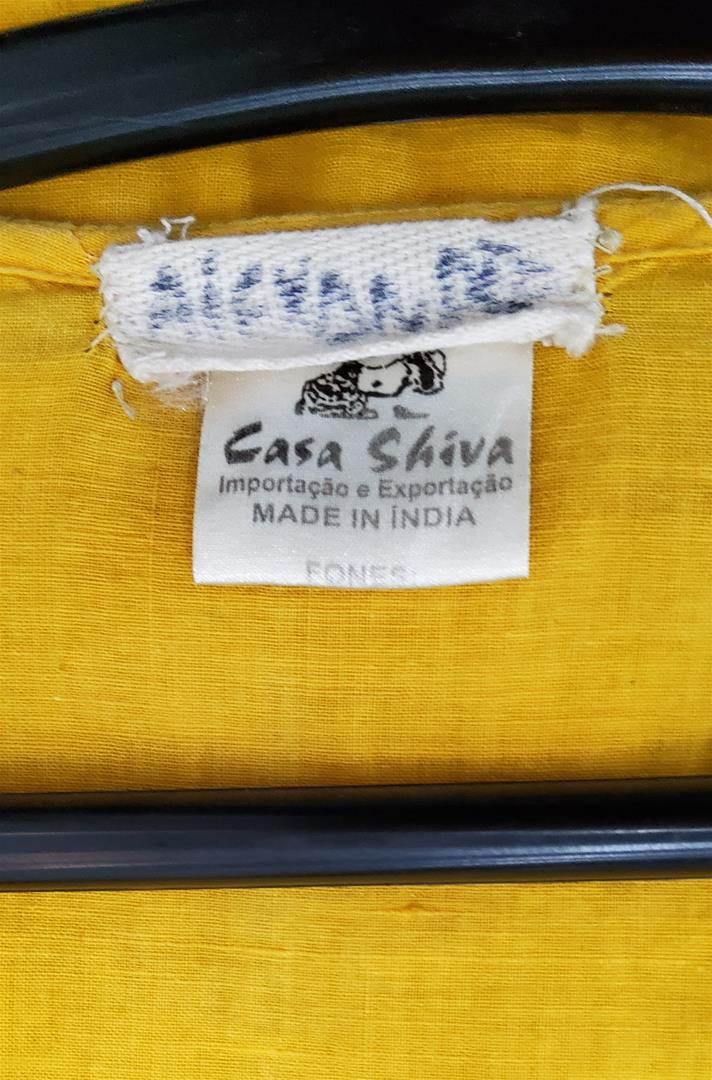 Casa Shiva
Importação e Exportação
MADE IN ÍNDIA
FONES: